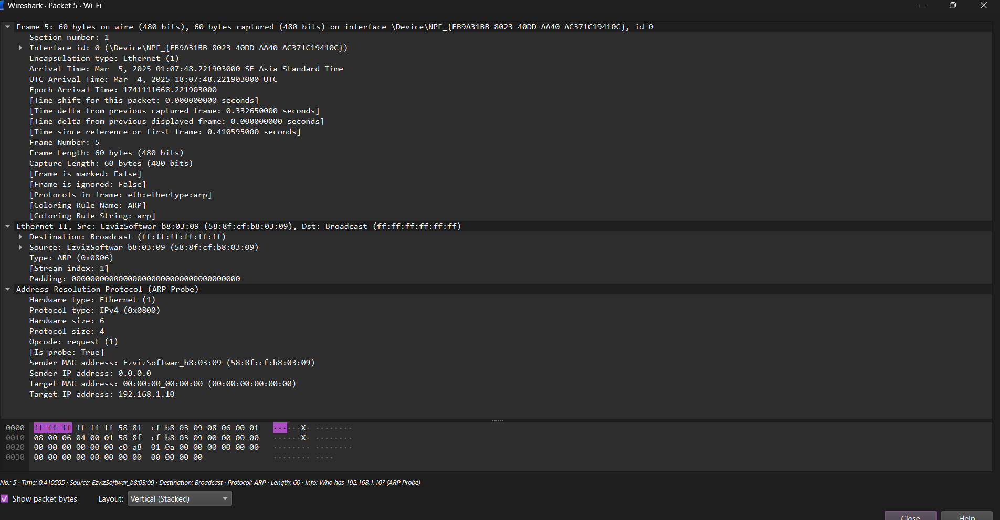 Wireshark · Packet 5 · Wi-Fi
Frame 5: 60 bytes on wire (480 bits), 60 bytes captured (480 bits) on interface \Device\NPF_{EB9A31BB-8023-40DD-AA40-AC371C19410C}, id 0
Section number: 1
Interface id: 0 (\Device\NPF_{EB9A31BB-8023-40DD-AA40-AC371C19410C})
Encapsulation type: Ethernet (1)
Arrival Time: Mar  5, 2025 01:07:48.221903000 SE Asia Standard Time
UTC Arrival Time: Mar  4, 2025 18:07:48.221903000 UTC
Epoch Arrival Time: 1741111668.221903000
[Time shift for this packet: 0.000000000 seconds]
[Time delta from previous captured frame: 0.332650000 seconds]
[Time delta from previous displayed frame: 0.000000000 seconds]
[Time since reference or first frame: 0.410595000 seconds]
Frame Number: 5
Frame Length: 60 bytes (480 bits)
Capture Length: 60 bytes (480 bits)
[Frame is marked: False]
[Frame is ignored: False]
[Protocols in frame: eth:ethertype:arp]
[Coloring Rule Name: ARP]
[Coloring Rule String: arp]
Ethernet II, Src: EzvizSoftwar_b8:03:09 (58:8f:cf:b8:03:09), Dst: Broadcast (ff:ff:ff:ff:ff:ff)
Destination: Broadcast (ff:ff:ff:ff:ff:ff)
Source: EzvizSoftwar_b8:03:09 (58:8f:cf:b8:03:09)
Type: ARP (0x0806)
[Stream index: 1]
Padding: 000000000000000000000000000000000000
Address Resolution Protocol (ARP Probe)
Hardware type: Ethernet (1)
Protocol type: IPv4 (0x0800)
Hardware size: 6
Protocol size: 4
Opcode: request (1)
[Is probe: True]
Sender MAC address: EzvizSoftwar_b8:03:09 (58:8f:cf:b8:03:09)
Sender IP address: 0.0.0.0
Target MAC address: 00:00:00_00:00:00 (00:00:00:00:00:00)
Target IP address: 192.168.1.10
0000 ff ff ff ff ff ff 58 8f cf b8 03 09 08 06 00 01 ······X· ········
0010 08 00 06 04 00 01 58 8f cf b8 03 09 00 00 00 00 ······X· ········
0020 00 00 00 00 00 00 c0 a8 01 0a 00 00 00 00 00 00 ········ ········
0030 00 00 00 00 00 00 00 00 00 00 00 00 ········ ····
No.: 5 · Time: 0.410595 · Source: EzvizSoftwar_b8:03:09 · Destination: Broadcast · Protocol: ARP · Length: 60 · Info: Who has 192.168.1.10? (ARP Probe)
Show packet bytes Layout: Vertical (Stacked)
Close Help